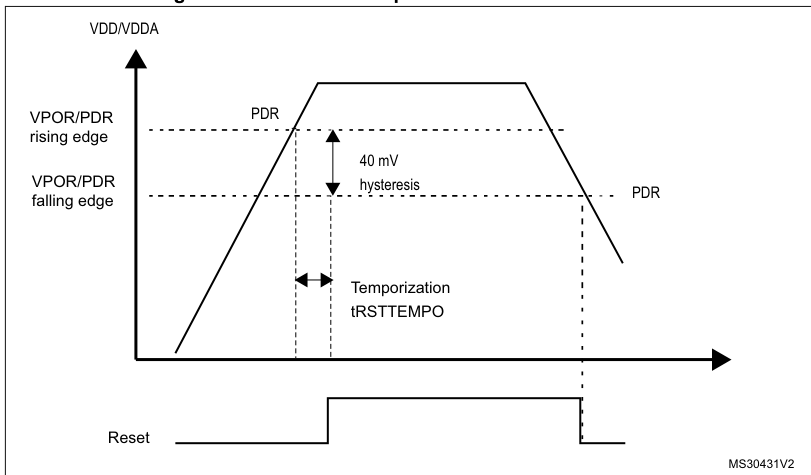 VDD/VDDA
VPOR/PDR
rising edge
PDR
40 mV
hysteresis
VPOR/PDR
falling edge
PDR
Temporization
tRSTTEMPO
Reset
MS30431V2